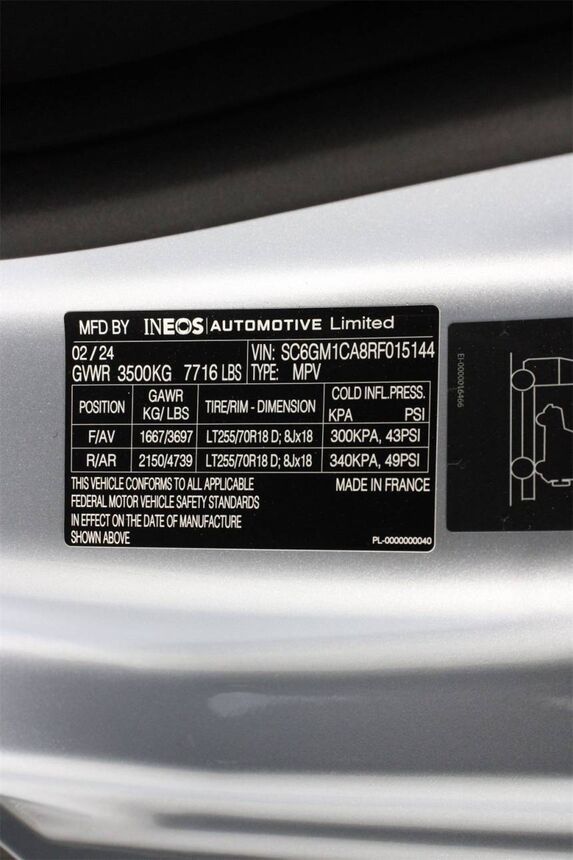 MFD BY INEOS | AUTOMOTIVE Limited
02 / 24 VIN: SC6GM1CA8RF015144
GVWR 3500KG 7716 LBS TYPE: MPV
POSITION GAWR KG/ LBS TIRE/RIM - DIMENSION COLD INFL.PRESS. KPA PSI
F/AV 1667/3697 LT255/70R18 D; 8Jx18 300KPA, 43PSI
R/AR 2150/4739 LT255/70R18 D; 8Jx18 340KPA, 49PSI
THIS VEHICLE CONFORMS TO ALL APPLICABLE MADE IN FRANCE
FEDERAL MOTOR VEHICLE SAFETY STANDARDS
IN EFFECT ON THE DATE OF MANUFACTURE
SHOWN ABOVE PL-0000000040
EI-0000016466